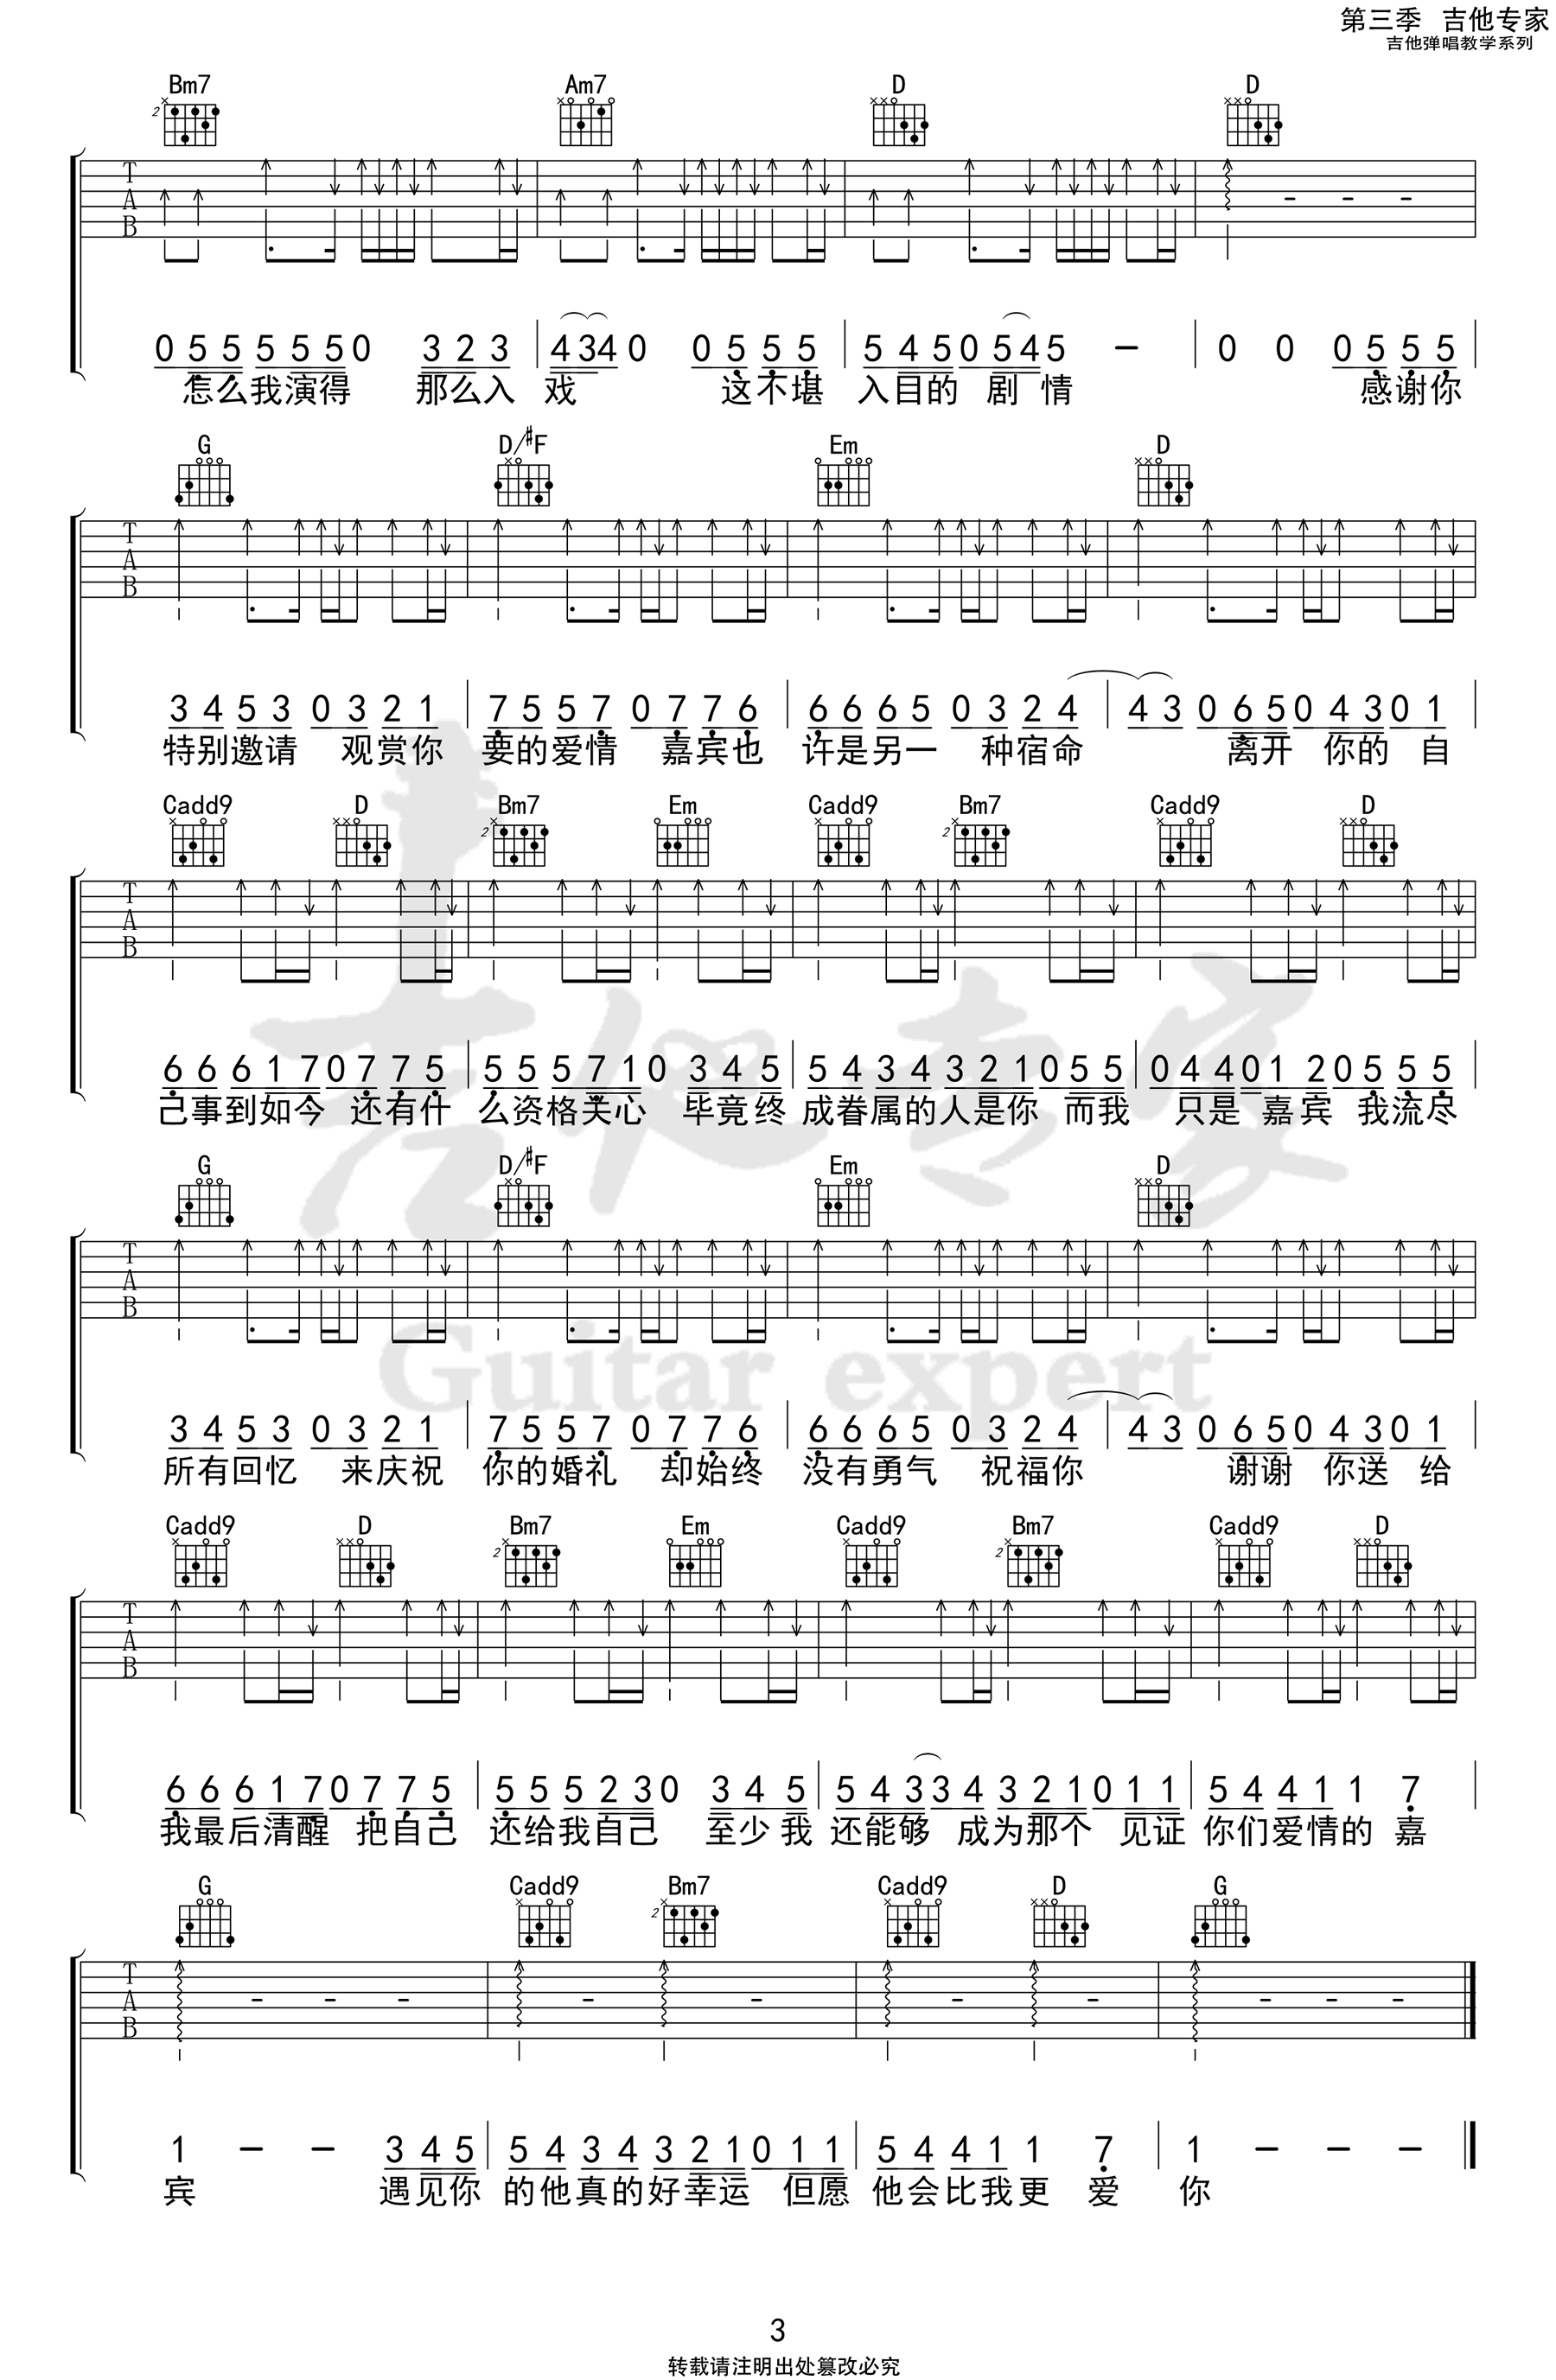 第三季 吉他专家
吉他弹唱教学系列
Bm7 Am7 D D
2
T
A
B
0 5 5 5 5 5 0 3 2 3 4 3 4 0 0 5 5 5 5 4 5 0 5 4 5 － 0 0 0 5 5 5
怎么我演得 那么入 戏 这不堪 入目的 剧 情 感谢你
G D/#F Em D
T
A
B
3 4 5 3 0 3 2 1 7 5 5 7 0 7 7 6 6 6 6 5 0 3 2 4 4 3 0 6 5 0 4 3 0 1
特别邀请 观赏你 要的爱情 嘉宾也 许是另一 种宿命 离开 你的 自
Cadd9 D Bm7 Em Cadd9 Bm7 Cadd9 D
2 2
T
A
B
6 6 6 1 7 0 7 7 5 5 5 5 7 1 0 3 4 5 5 4 3 4 3 2 1 0 5 5 0 4 4 0 1 2 0 5 5 5
己事到如今 还有什 么资格关心 毕竟终 成眷属的人是你 而我 只是 嘉宾 我流尽
吉他专家
G D/#F Em D
T
A
B
Guitar expert
3 4 5 3 0 3 2 1 7 5 5 7 0 7 7 6 6 6 6 5 0 3 2 4 4 3 0 6 5 0 4 3 0 1
所有回忆 来庆祝 你的婚礼 却始终 没有勇气 祝福你 谢谢 你送 给
Cadd9 D Bm7 Em Cadd9 Bm7 Cadd9 D
2 2
T
A
B
6 6 6 1 7 0 7 7 5 5 5 5 2 3 0 3 4 5 5 4 3 3 4 3 2 1 0 1 1 5 4 4 1 1 7
我最后清醒 把自己 还给我自己 至少我 还能够 成为那个 见证 你们爱情的 嘉
G Cadd9 Bm7 Cadd9 D G
2
T
A
B
1 － － 3 4 5 5 4 3 4 3 2 1 0 1 1 5 4 4 1 1 7 1 － － －
宾 遇见你 的他真的好幸运 但愿 他会比我更 爱 你
3
转载请注明出处篡改必究